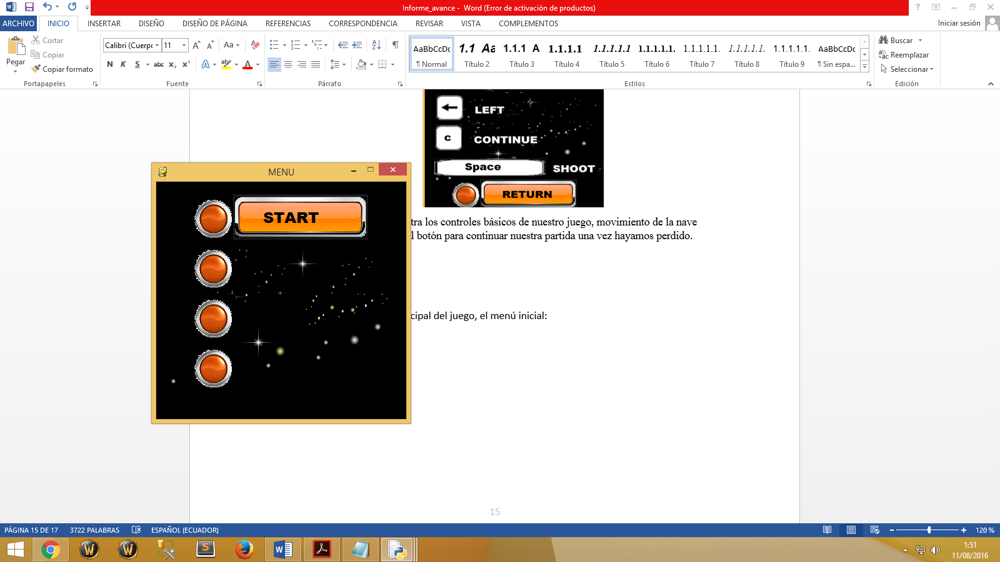 Informe_avance - Word (Error de activación de productos)
ARCHIVO INICIO INSERTAR DISEÑO DISEÑO DE PÁGINA REFERENCIAS CORRESPONDENCIA REVISAR VISTA COMPLEMENTOS Iniciar sesión
Pegar
Cortar
Copiar
Copiar formato
Portapapeles
Calibri (Cuerpo 11
N K S abc x₂ x²
Fuente
Párrafo
AaBbCcDc 1.1 Aa 1.1.1 A 1.1.1.1 1.1.1.1.1 1.1.1.1.1. 1.1.1.1.1. 1.1.1.1.1. 1.1.1.1.1. AaBbCcDc
¶ Normal Título 2 Título 3 Título 4 Título 5 Título 6 Título 7 Título 8 Título 9 ¶ Sin espa...
Estilos
Buscar
Reemplazar
Seleccionar
Edición
LEFT
C CONTINUE
Space SHOOT
RETURN
tra los controles básicos de nuestro juego, movimiento de la nave
l botón para continuar nuestra partida una vez hayamos perdido.
cipal del juego, el menú inicial:
MENU
START
15
PÁGINA 15 DE 17 3722 PALABRAS ESPAÑOL (ECUADOR) 120 %
1:51
11/08/2016